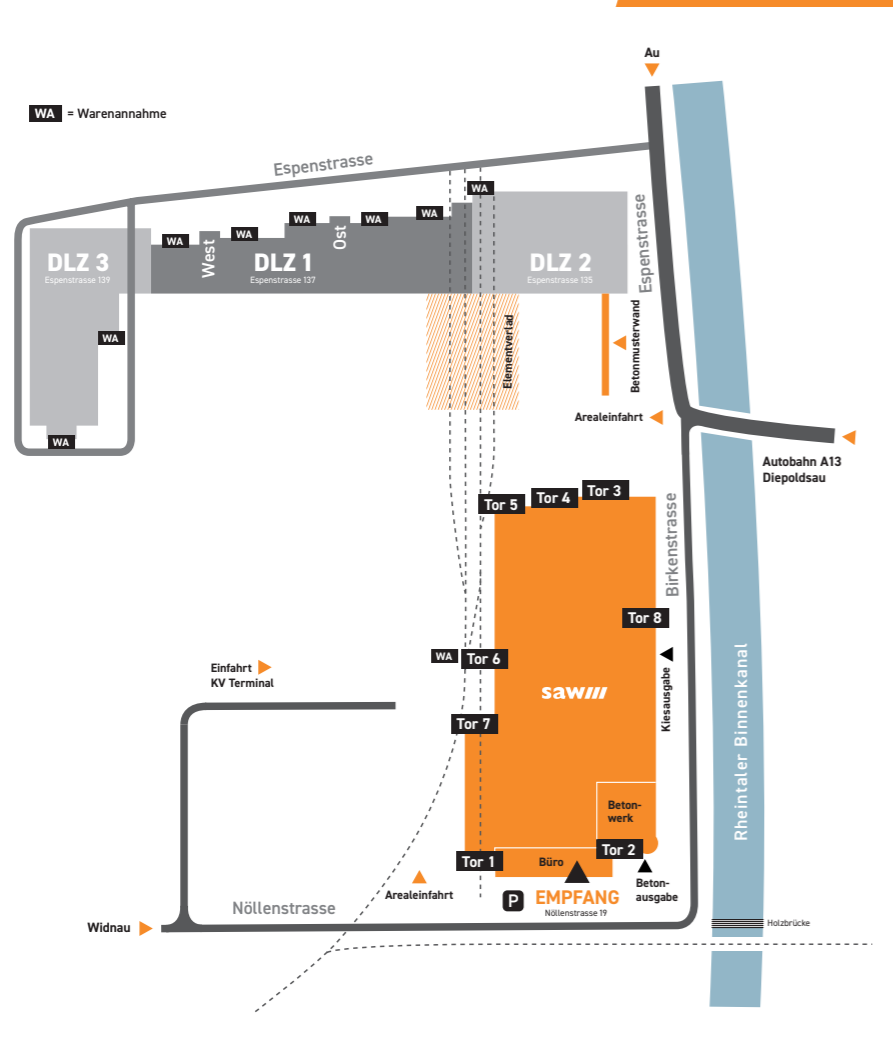 Au
WA = Warenannahme
Espenstrasse
WA
WA
WA
WA
WA
WA
West
Ost
Espenstrasse
DLZ 3
Espenstrasse 139
DLZ 1
Espenstrasse 137
DLZ 2
Espenstrasse 135
WA
Elementverlad
Betonmusterwand
Arealeinfahrt
WA
Autobahn A13
Diepoldsau
Tor 3
Tor 4
Tor 5
Birkenstrasse
Tor 8
WA
Tor 6
Einfahrt
KV Terminal
Kiesausgabe
saw
Tor 7
Rheintaler Binnenkanal
Beton-
werk
Tor 2
Tor 1
Büro
Arealeinfahrt
P
EMPFANG
Nöllenstrasse 19
Beton-
ausgabe
Nöllenstrasse
Widnau
Holzbrücke